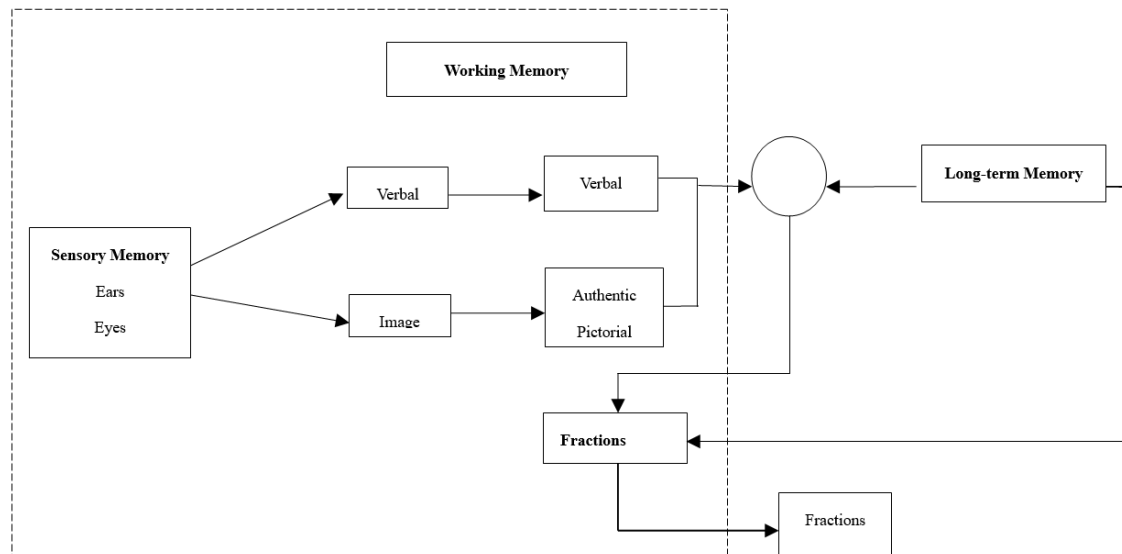 Working Memory
Verbal
Verbal
Long-term Memory
Sensory Memory
Ears
Eyes
Image
Authentic
Pictorial
Fractions
Fractions